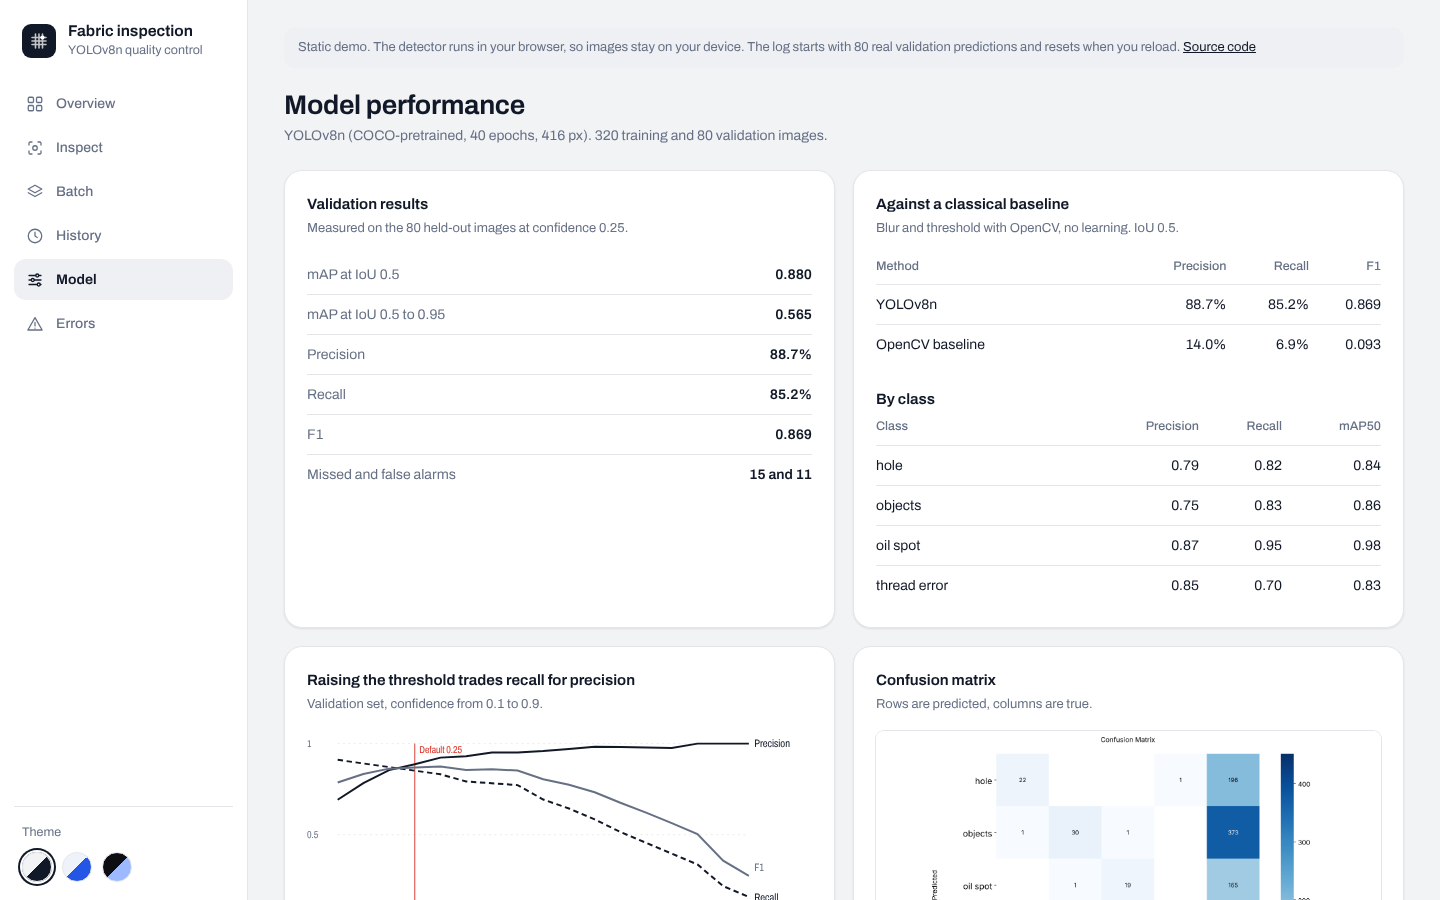 Fabric inspection
YOLOv8n quality control
Overview
Inspect
Batch
History
Model
Errors
Theme
Static demo. The detector runs in your browser, so images stay on your device. The log starts with 80 real validation predictions and resets when you reload. Source code
Model performance
YOLOv8n (COCO-pretrained, 40 epochs, 416 px). 320 training and 80 validation images.
Validation results
Measured on the 80 held-out images at confidence 0.25.
mAP at IoU 0.5 0.880
mAP at IoU 0.5 to 0.95 0.565
Precision 88.7%
Recall 85.2%
F1 0.869
Missed and false alarms 15 and 11
Against a classical baseline
Blur and threshold with OpenCV, no learning. IoU 0.5.
Method Precision Recall F1
YOLOv8n 88.7% 85.2% 0.869
OpenCV baseline 14.0% 6.9% 0.093
By class
Class Precision Recall mAP50
hole 0.79 0.82 0.84
objects 0.75 0.83 0.86
oil spot 0.87 0.95 0.98
thread error 0.85 0.70 0.83
Raising the threshold trades recall for precision
Validation set, confidence from 0.1 to 0.9.
1
Default 0.25
Precision
0.5
F1
Recall
Confusion matrix
Rows are predicted, columns are true.
Confusion Matrix
hole 22 1 198
400
objects 1 30 1 373
300
oil spot 1 19 165
Predicted